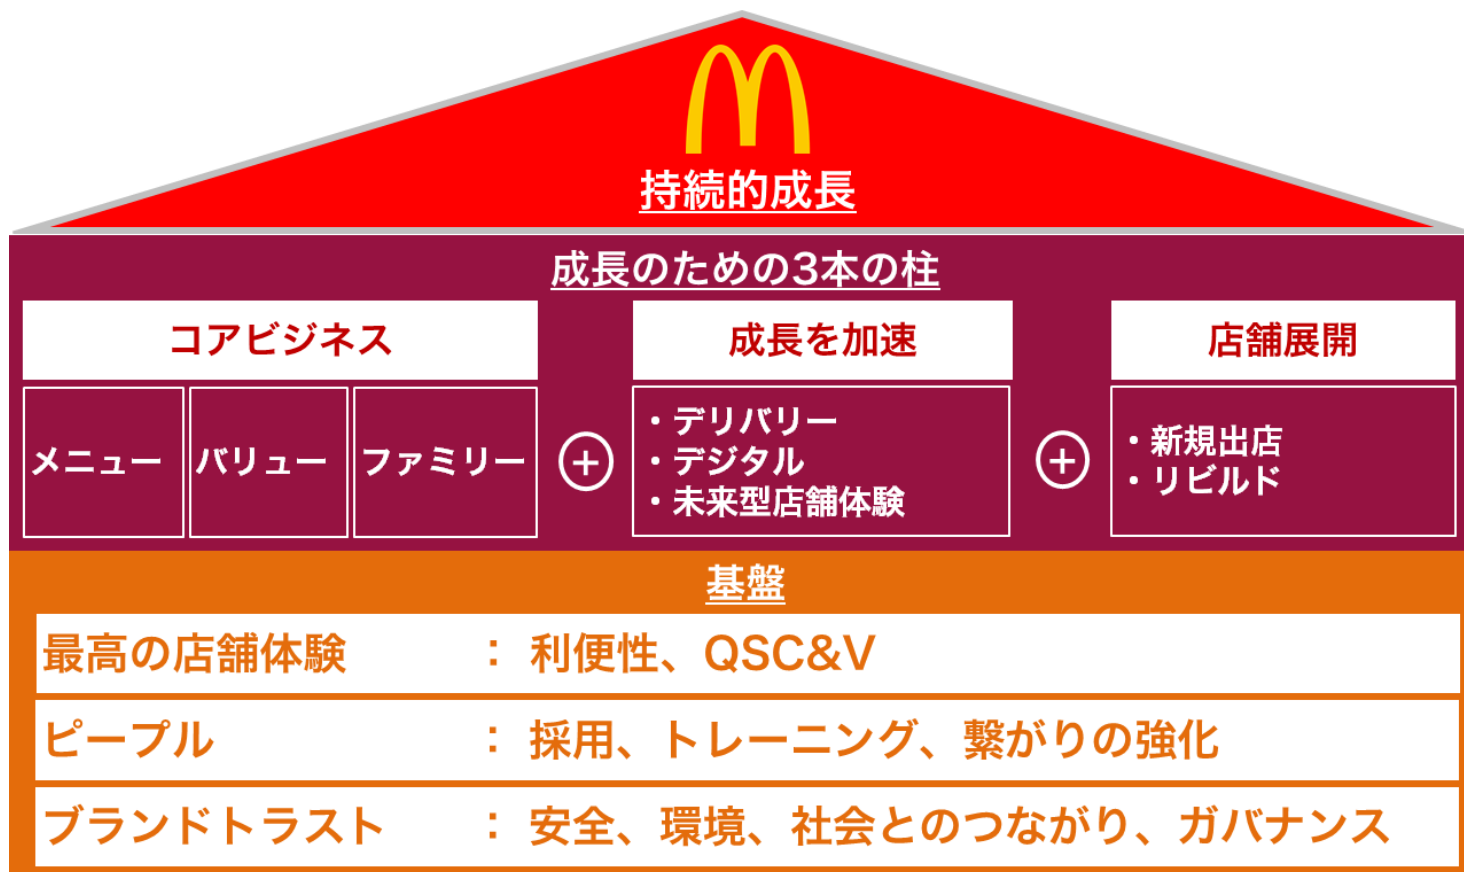 持続的成長
成長のための3本の柱
コアビジネス
メニュー
バリュー
ファミリー
+
成長を加速
・デリバリー
・デジタル
・未来型店舗体験
+
店舗展開
・新規出店
・リビルド
基盤
最高の店舗体験 : 利便性、QSC&V
ピープル : 採用、トレーニング、繋がりの強化
ブランドトラスト : 安全、環境、社会とのつながり、ガバナンス